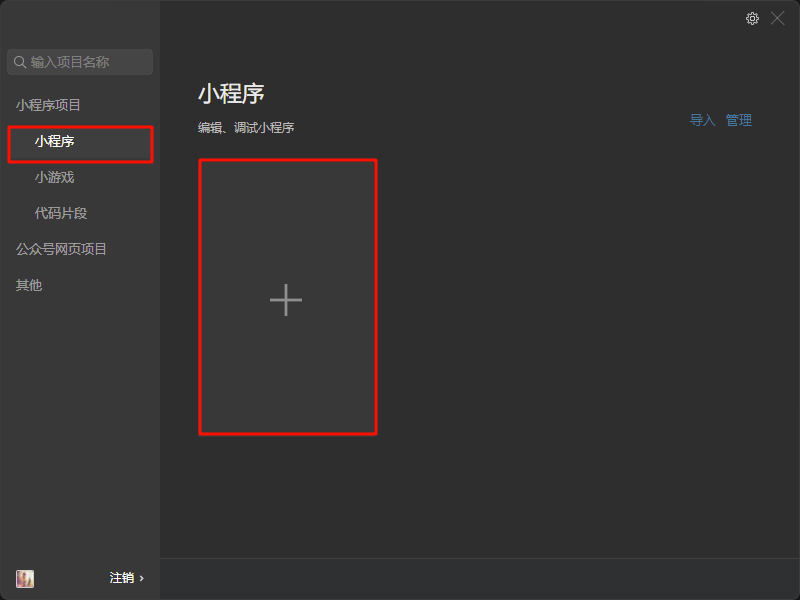 输入项目名称
小程序项目
小程序
小游戏
代码片段
公众号网页项目
其他
注销 ›
小程序
编辑、调试小程序
导入 管理